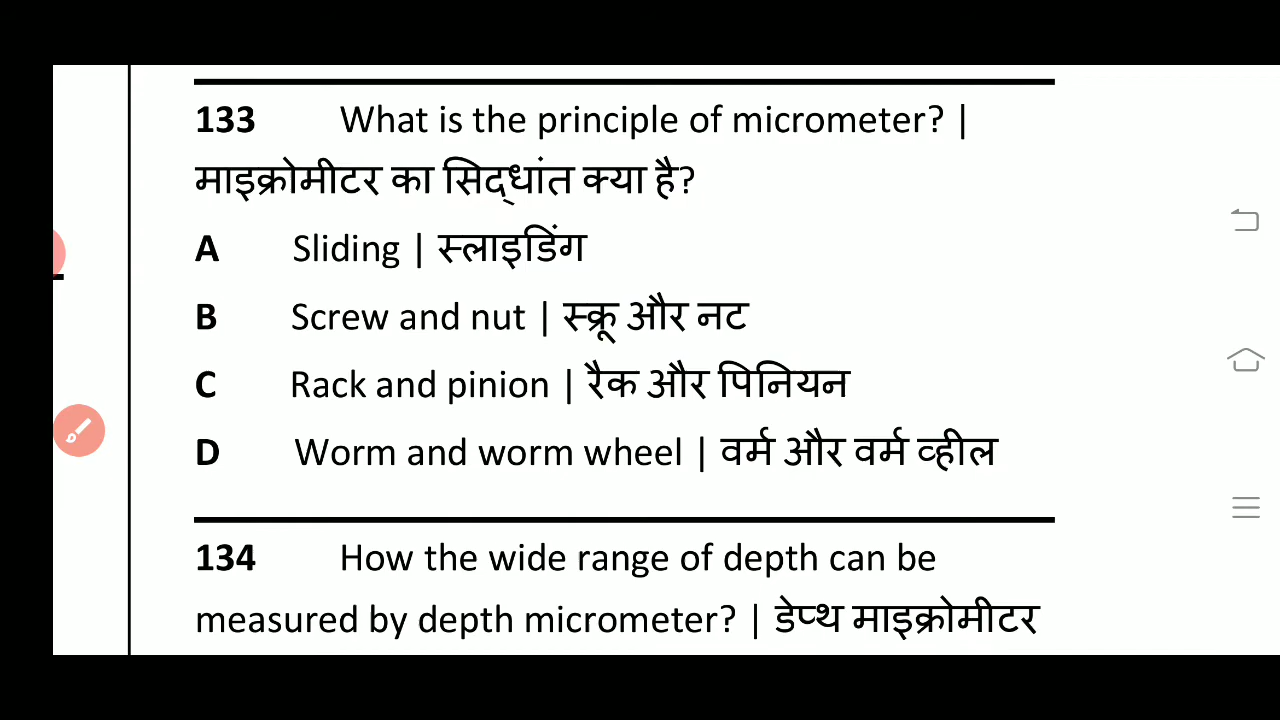 133 What is the principle of micrometer? |
माइक्रोमीटर का सिद्‌धांत क्या है?
A Sliding | स्लाइडिंग
B Screw and nut | स्क्रू और नट
C Rack and pinion | रैक और पिनियन
D Worm and worm wheel | वर्म और वर्म व्हील
134 How the wide range of depth can be
measured by depth micrometer? | डेप्थ माइक्रोमीटर